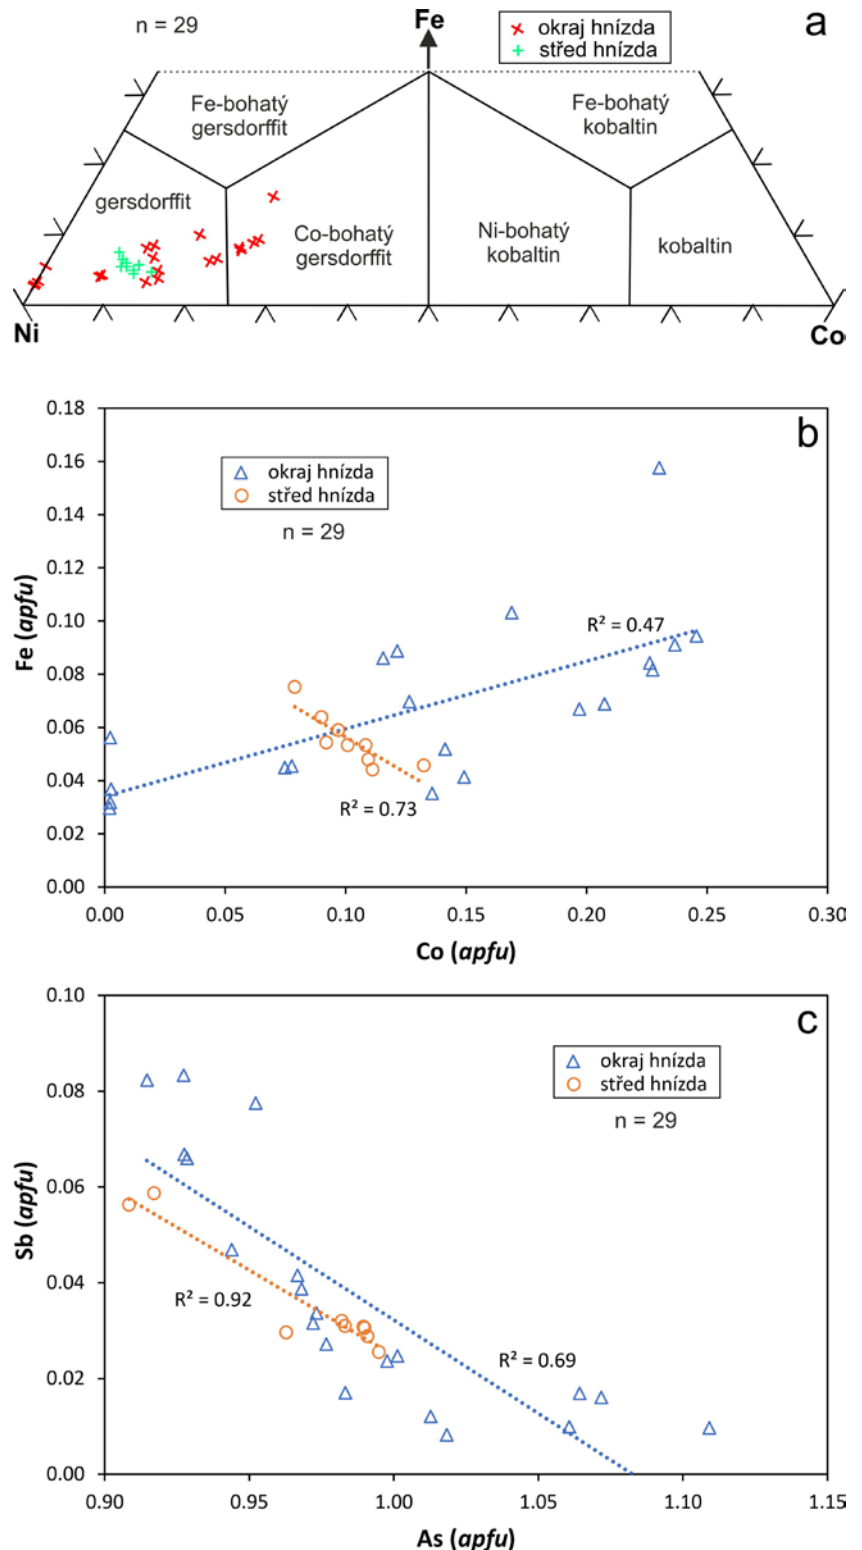 Fe
a
n = 29
okraj hnízda
střed hnízda
Fe-bohatý
gersdorffit
Fe-bohatý
kobaltin
gersdorffit
Co-bohatý
gersdorffit
Ni-bohatý
kobaltin
kobaltin
Ni
Co
b
0.18
0.16
0.14
0.12
0.10
0.08
0.06
0.04
0.02
0.00
Fe (apfu)
okraj hnízda
střed hnízda
n = 29
R² = 0.47
R² = 0.73
0.00 0.05 0.10 0.15 0.20 0.25 0.30
Co (apfu)
c
0.10
0.08
0.06
0.04
0.02
0.00
Sb (apfu)
okraj hnízda
střed hnízda
n = 29
R² = 0.92
R² = 0.69
0.90 0.95 1.00 1.05 1.10 1.15
As (apfu)